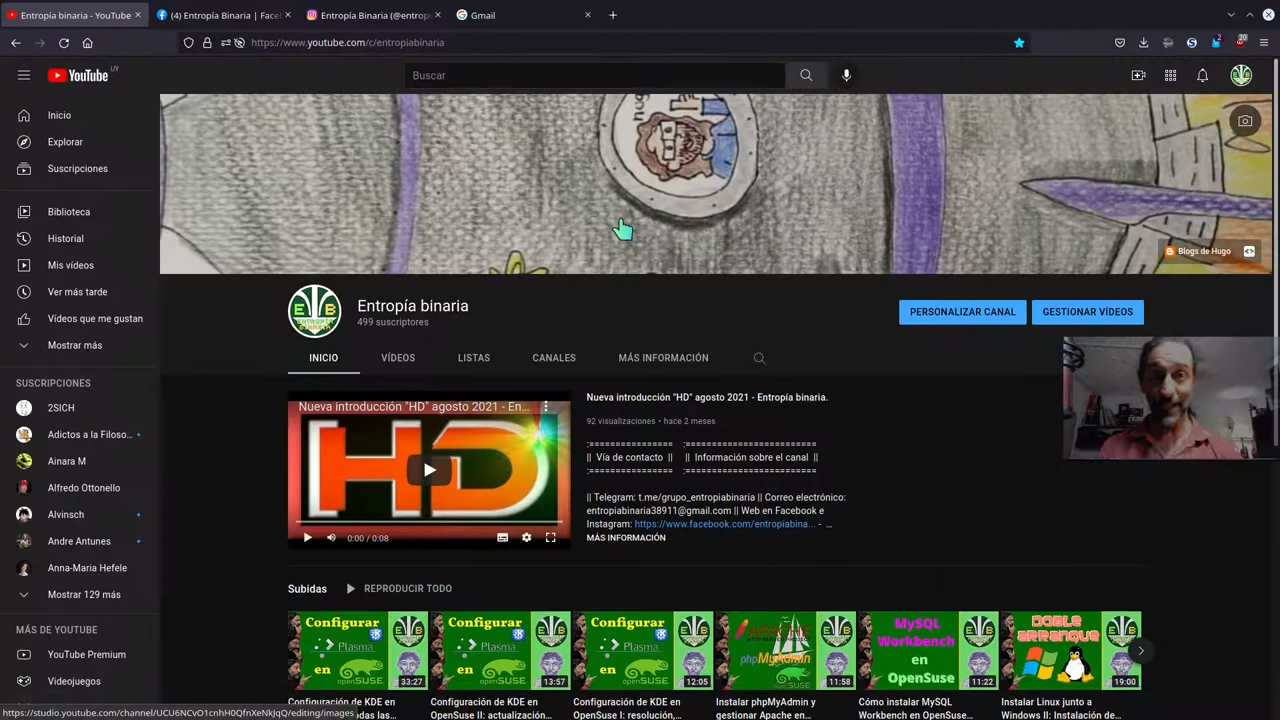 Entropía binaria - YouTube
(4) Entropía Binaria | Face
Entropía Binaria (@entrop
Gmail
https://www.youtube.com/c/entropiabinaria
2
20
YouTube UY
Buscar
Inicio
Explorar
Suscripciones
Biblioteca
Historial
Mis vídeos
Ver más tarde
Vídeos que me gustan
Mostrar más
SUSCRIPCIONES
2SICH
Adictos a la Filoso...
Ainara M
Alfredo Ottonello
Alvinsch
Andre Antunes
Anna-Maria Hefele
Mostrar 129 más
MÁS DE YOUTUBE
YouTube Premium
Videojuegos
Blogs de Hugo
E B
Entropía binaria
499 suscriptores
PERSONALIZAR CANAL
GESTIONAR VÍDEOS
INICIO
VÍDEOS
LISTAS
CANALES
MÁS INFORMACIÓN
Nueva introducción "HD" agosto 2021 - En...
HD
0:00 / 0:08
Nueva introducción "HD" agosto 2021 - Entropía binaria.
92 visualizaciones • hace 2 meses
:================ :=========================
|| Vía de contacto || || Información sobre el canal ||
:================ :=========================
|| Telegram: t.me/grupo_entropiabinaria || Correo electrónico:
entropiabinaria38911@gmail.com || Web en Facebook e
Instagram: https://www.facebook.com/entropiabina... - ...
MÁS INFORMACIÓN
Subidas
REPRODUCIR TODO
Configurar
Plasma
en
openSUSE
13:27
Configurar
Plasma
en
openSUSE
13:57
Configurar
Plasma
en
openSUSE
12:05
APACHE
phpMyAdmin
openSUSE
11:58
MySQL
Workbench
en
OpenSuse
11:22
DOBLE
ARRANQUE
19:00
Configuración de KDE en
Configuración de KDE en
OpenSuse II: actualización...
Configuración de KDE en
OpenSuse I: resolución,...
Instalar phpMyAdmin y
gestionar Apache en...
Cómo instalar MySQL
Workbench en OpenSuse
Instalar Linux junto a
Windows II: Instalación de...
https://studio.youtube.com/channel/UCU6NCvO1cnhH0QfnXeNkJqQ/editing/images